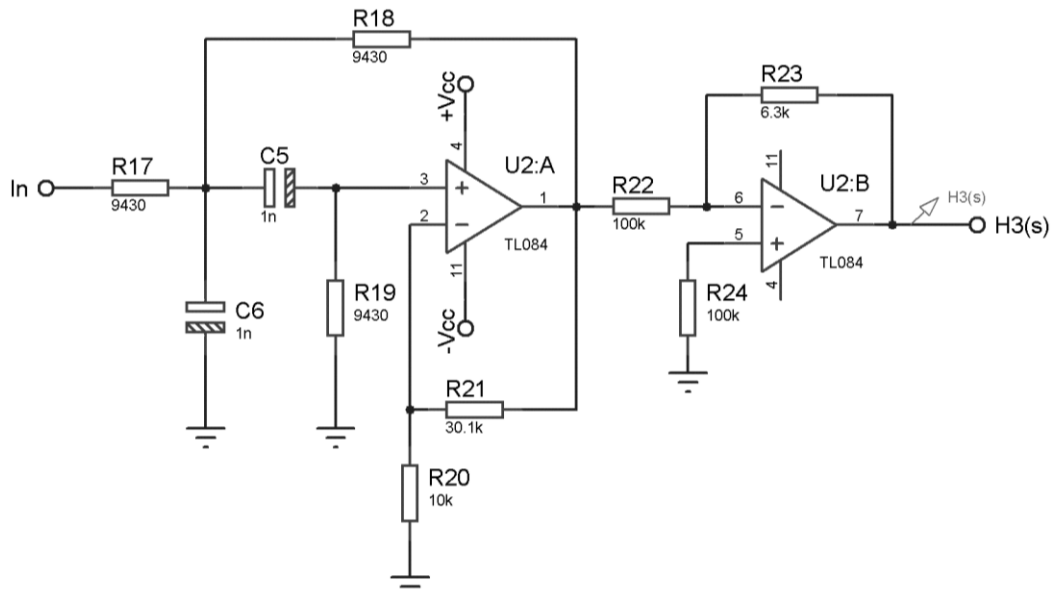 R18
9430
+Vcc
4
R23
6.3k
R17
9430
In
C5
1n
3
2
1
U2:A
TL084
11
-Vcc
R22
100k
11
6
5
7
4
U2:B
TL084
H3(s)
H3(s)
C6
1n
R19
9430
R24
100k
R21
30.1k
R20
10k
+
−
−
+